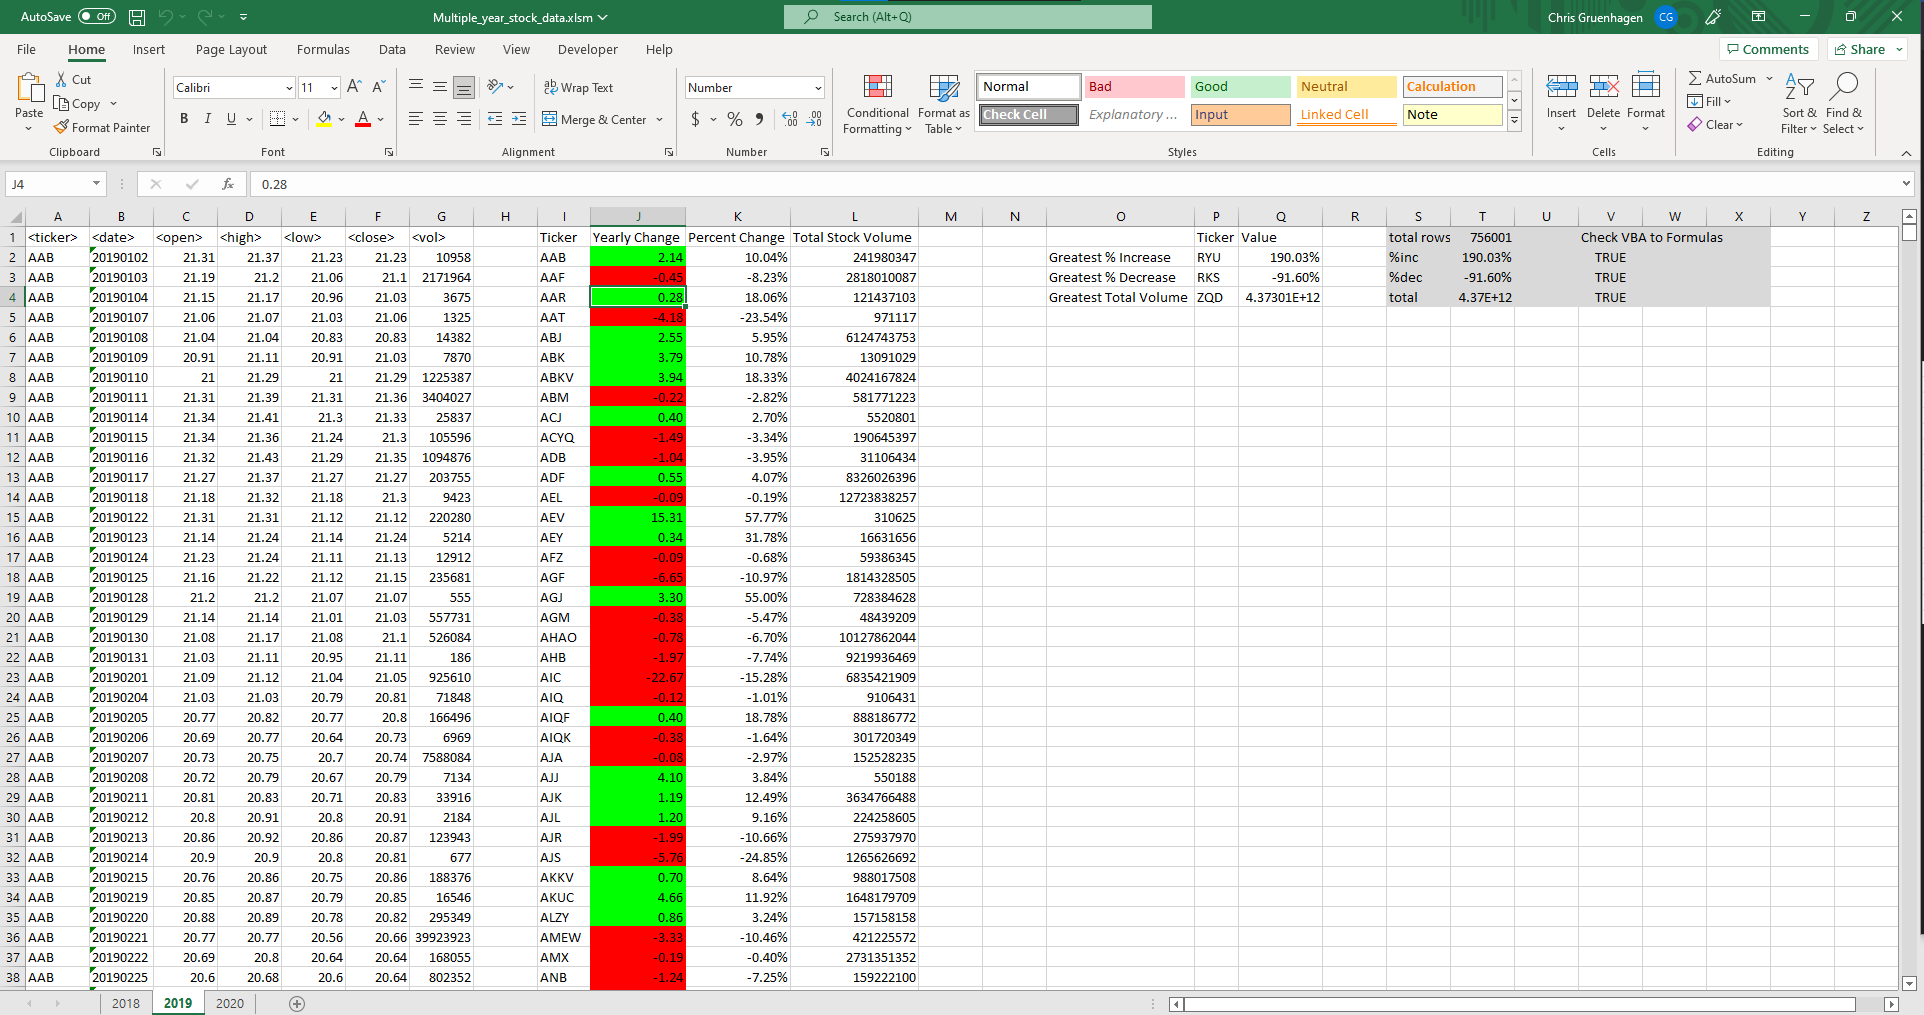 AutoSave Off Multiple_year_stock_data.xlsm Search (Alt+Q) Chris Gruenhagen CG
File Home Insert Page Layout Formulas Data Review View Developer Help Comments Share
Paste Cut Copy Format Painter Clipboard
Calibri 11 B I U A A A Font
Wrap Text Merge & Center Alignment
Number $ % Number
Conditional Formatting Format as Table Normal Bad Good Neutral Calculation
Check Cell Explanatory ... Input Linked Cell Note Styles
Insert Delete Format Cells
AutoSum Fill Clear Sort & Filter Find & Select Editing
J4 fx 0.28
A B C D E F G H I J K L M N O P Q R S T U V W X Y Z
1 <ticker> <date> <open> <high> <low> <close> <vol> Ticker Yearly Change Percent Change Total Stock Volume Ticker Value total rows 756001 Check VBA to Formulas
2 AAB 20190102 21.31 21.37 21.23 21.23 10958 AAB 2.14 10.04% 241980347 Greatest % Increase RYU 190.03% %inc 190.03% TRUE
3 AAB 20190103 21.19 21.2 21.06 21.1 2171964 AAF -0.45 -8.23% 2818010087 Greatest % Decrease RKS -91.60% %dec -91.60% TRUE
4 AAB 20190104 21.15 21.17 20.96 21.03 3675 AAR 0.28 18.06% 121437103 Greatest Total Volume ZQD 4.37301E+12 total 4.37E+12 TRUE
5 AAB 20190107 21.06 21.07 21.03 21.06 1325 AAT -4.18 -23.54% 971117
6 AAB 20190108 21.04 21.04 20.83 20.83 14382 ABJ 2.55 5.95% 6124743753
7 AAB 20190109 20.91 21.11 20.91 21.03 7870 ABK 3.79 10.78% 13091029
8 AAB 20190110 21 21.29 21 21.29 1225387 ABKV 3.94 18.33% 4024167824
9 AAB 20190111 21.31 21.39 21.31 21.36 3404027 ABM -0.22 -2.82% 581771223
10 AAB 20190114 21.34 21.41 21.3 21.33 25837 ACJ 0.40 2.70% 5520801
11 AAB 20190115 21.34 21.36 21.24 21.3 105596 ACYQ -1.49 -3.34% 190645397
12 AAB 20190116 21.32 21.43 21.29 21.35 1094876 ADB -1.04 -3.95% 31106434
13 AAB 20190117 21.27 21.37 21.27 21.27 203755 ADF 0.55 4.07% 8326026396
14 AAB 20190118 21.18 21.32 21.18 21.3 9423 AEL -0.09 -0.19% 12723838257
15 AAB 20190122 21.31 21.31 21.12 21.12 220280 AEV 15.31 57.77% 310625
16 AAB 20190123 21.14 21.24 21.14 21.24 5214 AEY 0.34 31.78% 16631656
17 AAB 20190124 21.23 21.24 21.11 21.13 12912 AFZ -0.09 -0.68% 59386345
18 AAB 20190125 21.16 21.22 21.12 21.15 235681 AGF -6.65 -10.97% 1814328505
19 AAB 20190128 21.2 21.2 21.07 21.07 555 AGJ 3.30 55.00% 728384628
20 AAB 20190129 21.14 21.14 21.01 21.03 557731 AGM -0.38 -5.47% 48439209
21 AAB 20190130 21.08 21.17 21.08 21.1 526084 AHAO -0.78 -6.70% 10127862044
22 AAB 20190131 21.03 21.11 20.95 21.11 186 AHB -1.97 -7.74% 9219936469
23 AAB 20190201 21.09 21.12 21.04 21.05 925610 AIC -22.67 -15.28% 6835421909
24 AAB 20190204 21.03 21.03 20.79 20.81 71848 AIQ -0.12 -1.01% 9106431
25 AAB 20190205 20.77 20.82 20.77 20.8 166496 AIQF 0.40 18.78% 888186772
26 AAB 20190206 20.69 20.77 20.64 20.73 6969 AIQK -0.38 -1.64% 301720349
27 AAB 20190207 20.73 20.75 20.7 20.74 7588084 AJA -0.08 -2.97% 152528235
28 AAB 20190208 20.72 20.79 20.67 20.79 7134 AJJ 4.10 3.84% 550188
29 AAB 20190211 20.81 20.83 20.71 20.83 33916 AJK 1.19 12.49% 3634766488
30 AAB 20190212 20.8 20.91 20.8 20.91 2184 AJL 1.20 9.16% 224258605
31 AAB 20190213 20.86 20.92 20.86 20.87 123943 AJR -1.99 -10.66% 275937970
32 AAB 20190214 20.9 20.9 20.8 20.81 677 AJS -5.76 -24.85% 1265626692
33 AAB 20190215 20.76 20.86 20.75 20.86 188376 AKKV 0.70 8.64% 988017508
34 AAB 20190219 20.85 20.87 20.79 20.85 16546 AKUC 4.66 11.92% 1648179709
35 AAB 20190220 20.88 20.89 20.78 20.82 295349 ALZY 0.86 3.24% 157158158
36 AAB 20190221 20.77 20.77 20.56 20.66 39923923 AMEW -3.33 -10.46% 421225572
37 AAB 20190222 20.69 20.8 20.64 20.64 168055 AMX -0.19 -0.40% 2731351352
38 AAB 20190225 20.6 20.68 20.6 20.64 802352 ANB -1.24 -7.25% 159222100
2018 2019 2020